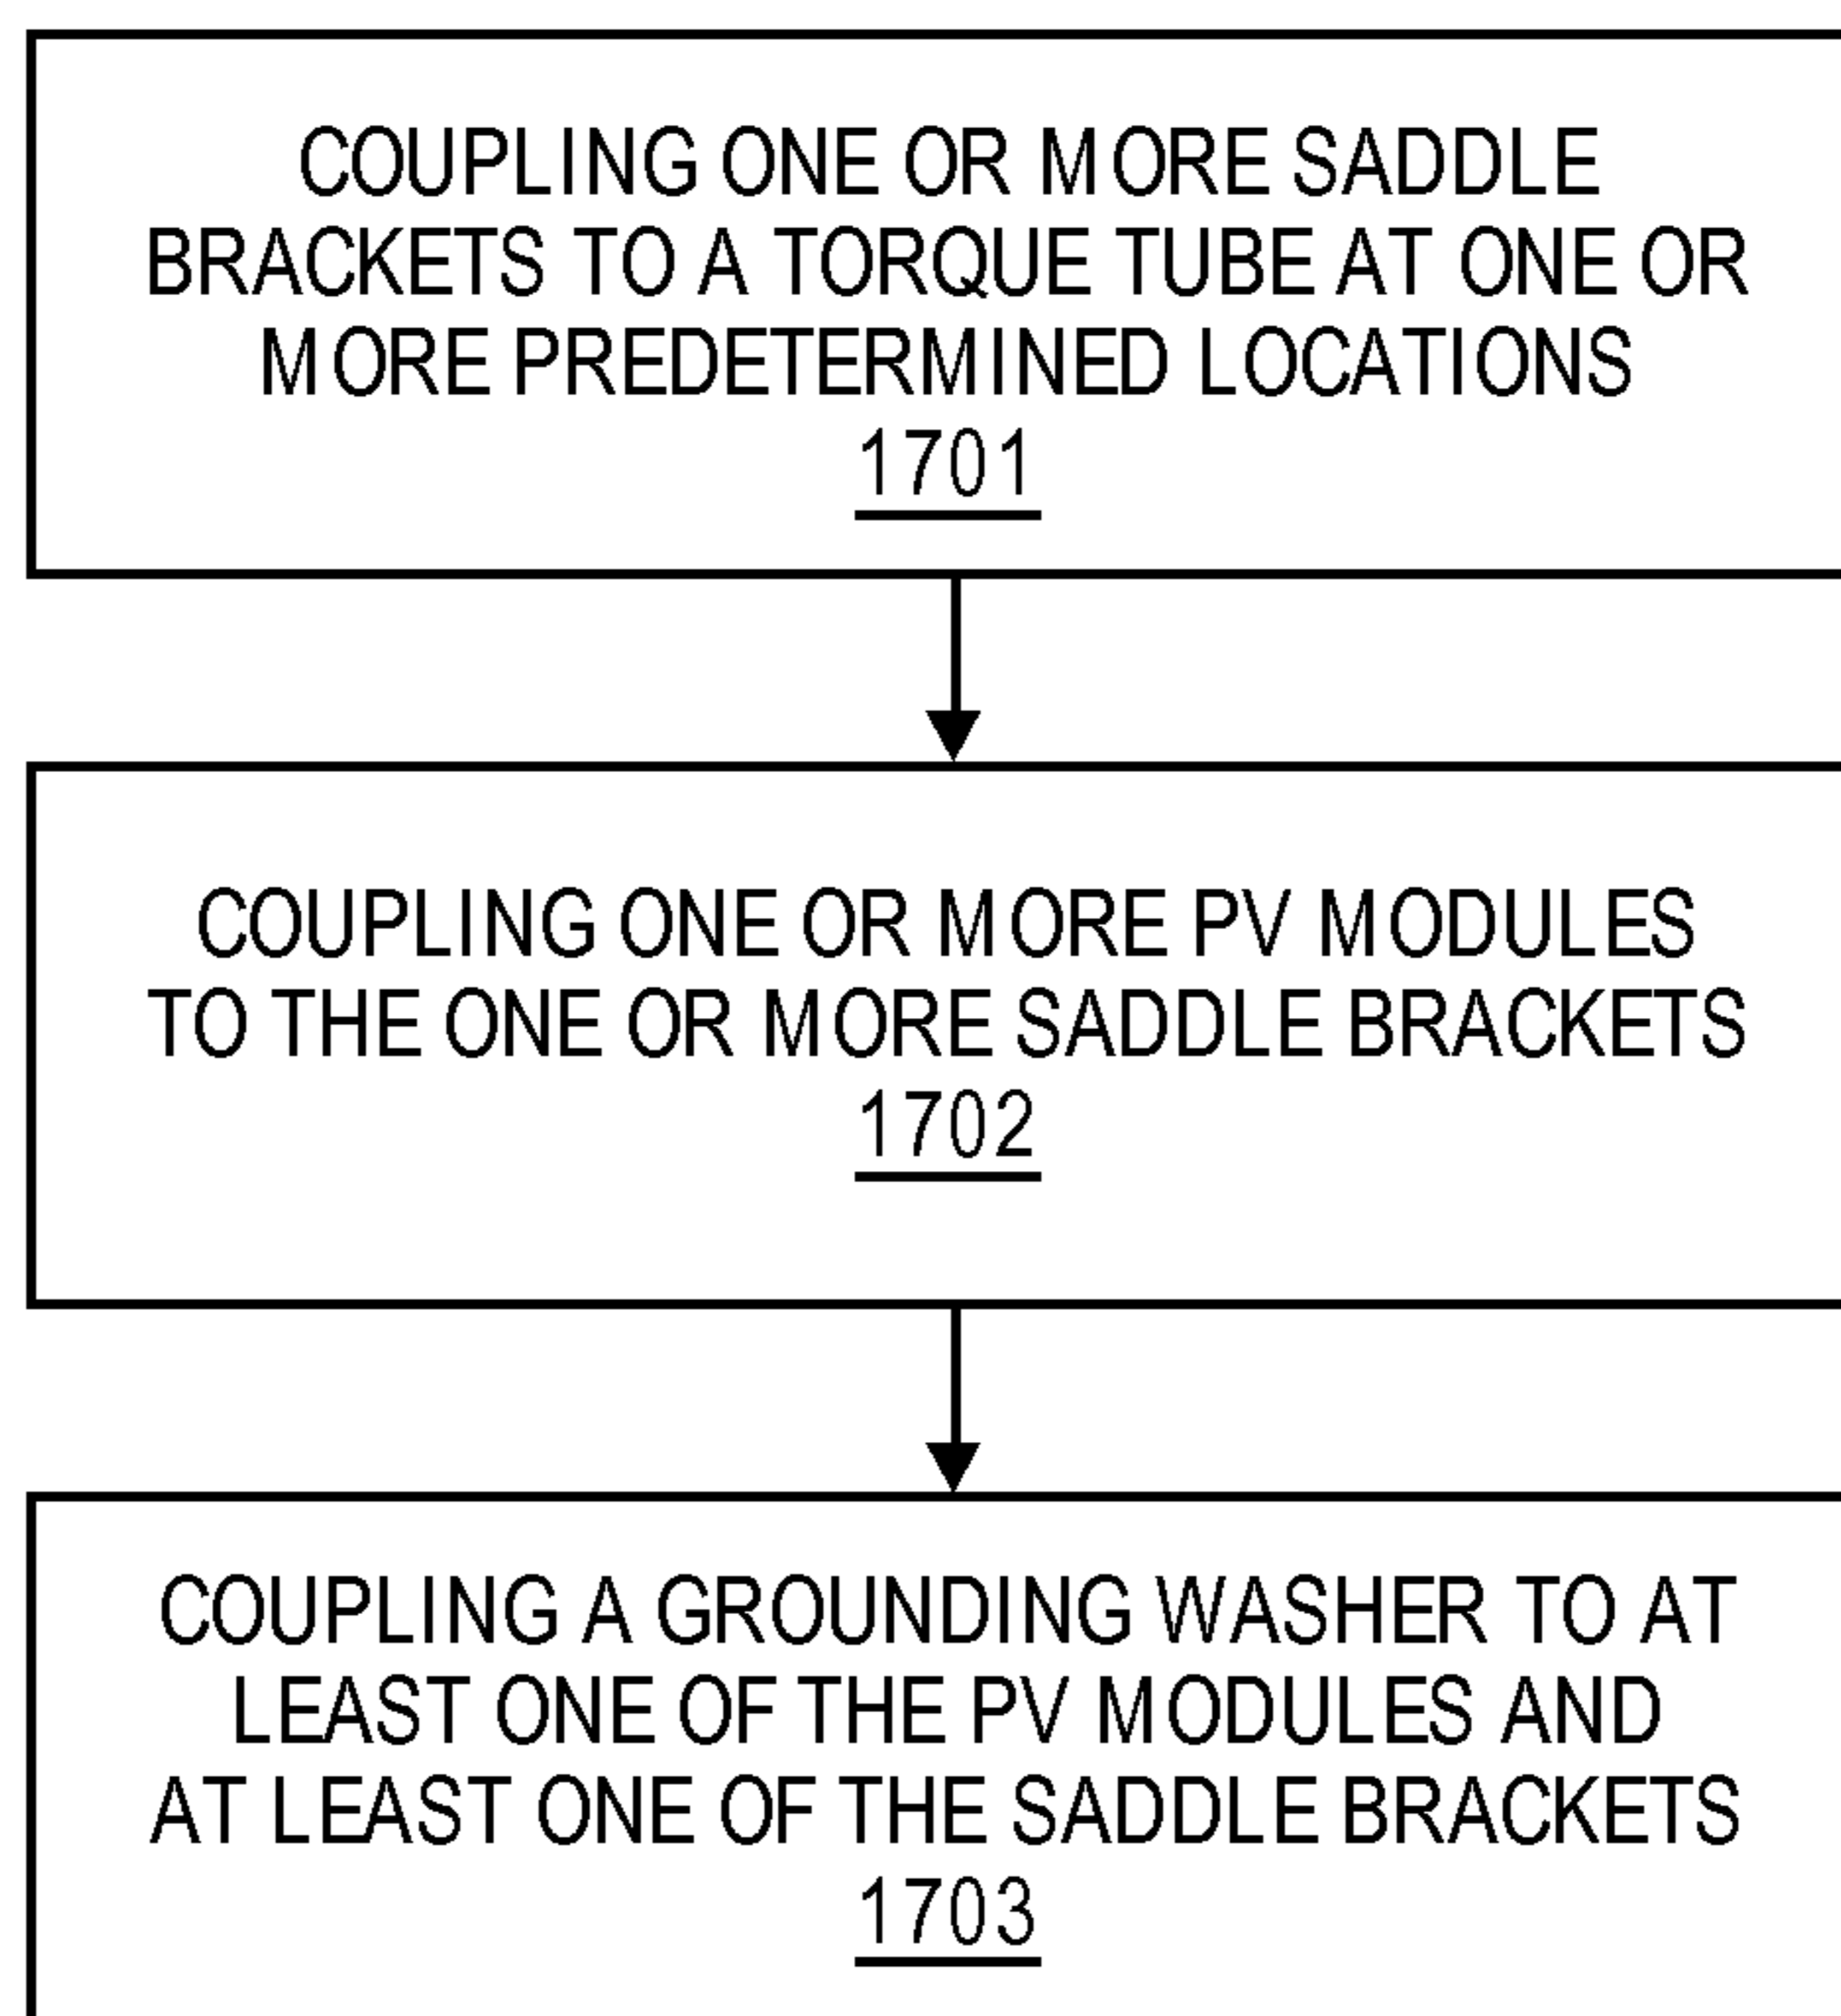 COUPLING ONE OR MORE SADDLE
BRACKETS TO A TORQUE TUBE AT ONE OR
MORE PREDETERMINED LOCATIONS
1701
COUPLING ONE OR MORE PV MODULES
TO THE ONE OR MORE SADDLE BRACKETS
1702
COUPLING A GROUNDING WASHER TO AT
LEAST ONE OF THE PV MODULES AND
AT LEAST ONE OF THE SADDLE BRACKETS
1703